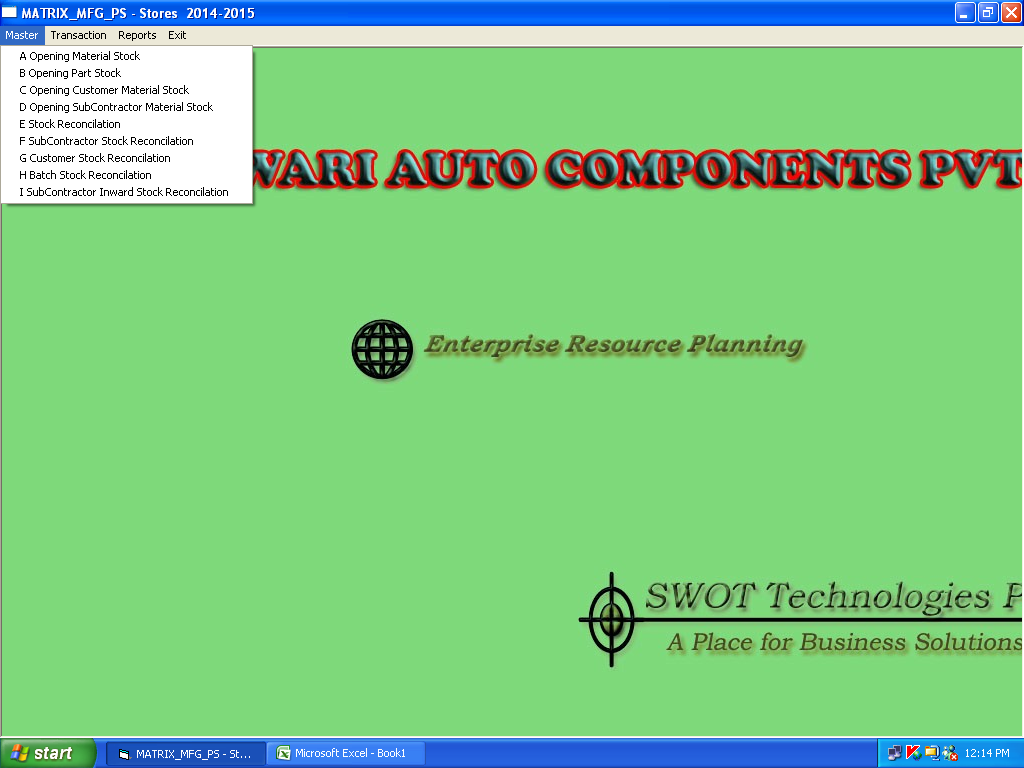 MATRIX_MFG_PS - Stores 2014-2015
Master Transaction Reports Exit
A Opening Material Stock
B Opening Part Stock
C Opening Customer Material Stock
D Opening SubContractor Material Stock
E Stock Reconcilation
F SubContractor Stock Reconcilation
G Customer Stock Reconcilation
H Batch Stock Reconcilation
I SubContractor Inward Stock Reconcilation
WARI AUTO COMPONENTS PVT
Enterprise Resource Planning
SWOT Technologies P
A Place for Business Solutions
start MATRIX_MFG_PS - St... Microsoft Excel - Book1 12:14 PM